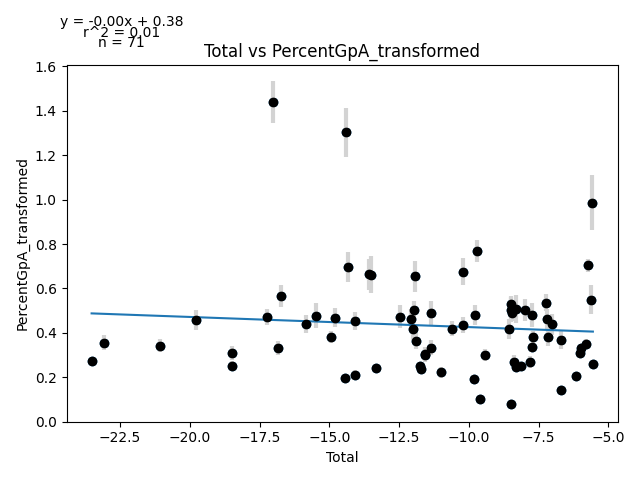 y = -0.00x + 0.38
r^2 = 0.01
n = 71
Total vs PercentGpA_transformed
PercentGpA_transformed
1.6
1.4
1.2
1.0
0.8
0.6
0.4
0.2
0.0
−22.5 −20.0 −17.5 −15.0 −12.5 −10.0 −7.5 −5.0
Total